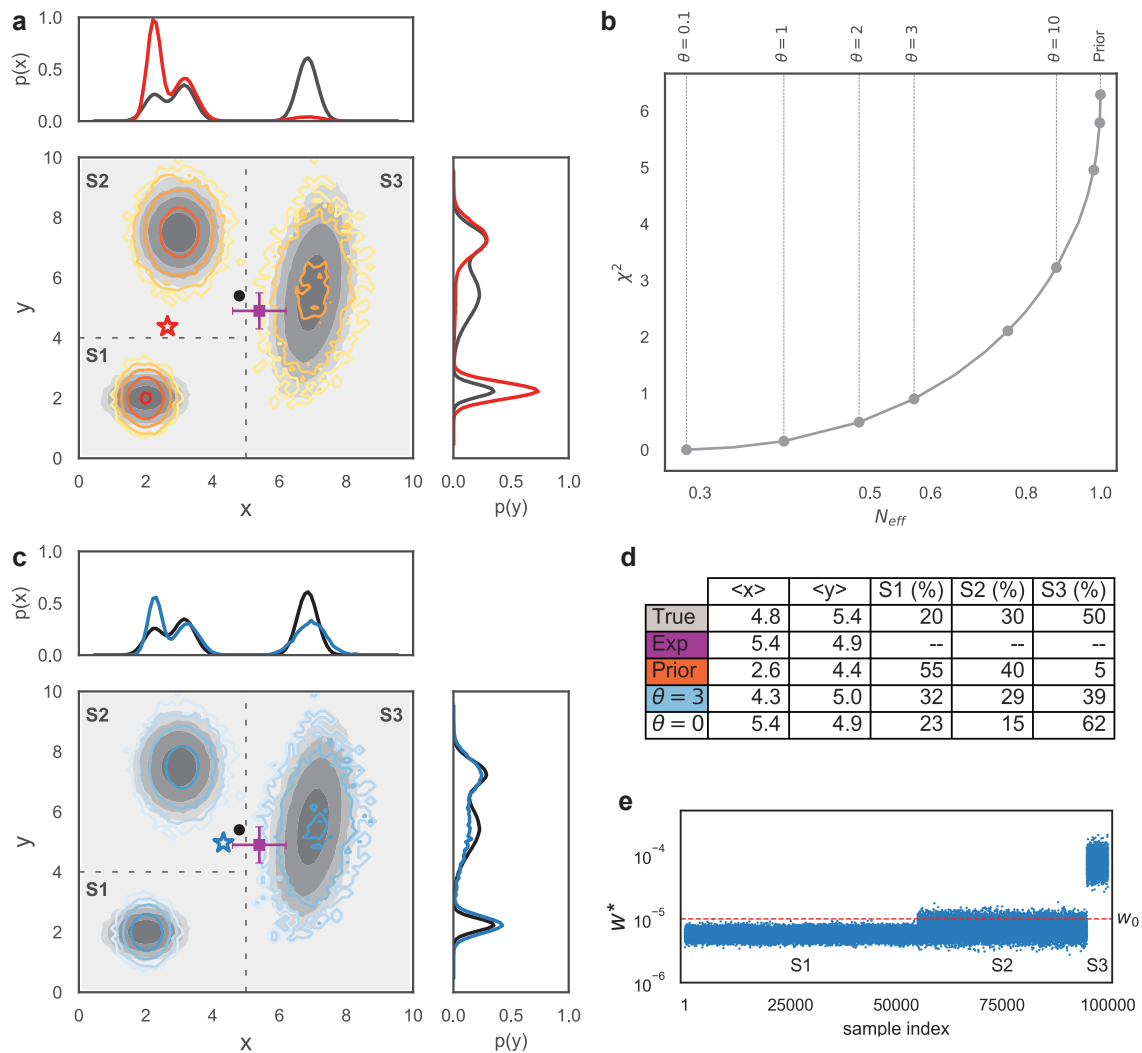 a
1.0
0.5
0.0
p(x)
S2
S3
S1
10
8
6
4
2
0
y
0 2 4 6 8 10
x
0.0 0.5 1.0
p(y)
b
θ = 0.1
θ = 1
θ = 2
θ = 3
θ = 10
Prior
6
5
4
3
2
1
0
χ²
0.3 0.5 0.6 0.8 1.0
N_eff
c
1.0
0.5
0.0
p(x)
S2
S3
S1
10
8
6
4
2
0
y
0 2 4 6 8 10
x
0.0 0.5 1.0
p(y)
d
<x> <y> S1 (%) S2 (%) S3 (%)
True 4.8 5.4 20 30 50
Exp 5.4 4.9 -- -- --
Prior 2.6 4.4 55 40 5
θ = 3 4.3 5.0 32 29 39
θ = 0 5.4 4.9 23 15 62
e
10⁻⁴
10⁻⁵
10⁻⁶
w*
w₀
S1 S2 S3
1 25000 50000 75000 100000
sample index